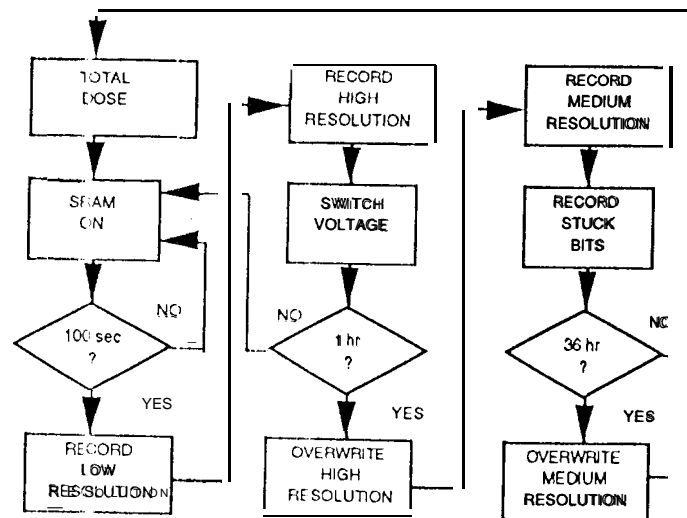 TOTAL
DOSE
SRAM
ON
100 sec
?
NO
YES
RECORD
LOW
RESOLUTION
RECORD
HIGH
RESOLUTION
SWITCH
VOLTAGE
1 hr
?
NO
YES
OVERWRITE
HIGH
RESOLUTION
RECORD
MEDIUM
RESOLUTION
RECORD
STUCK
BITS
36 hr
?
NO
YES
OVERWRITE
MEDIUM
RESOLUTION